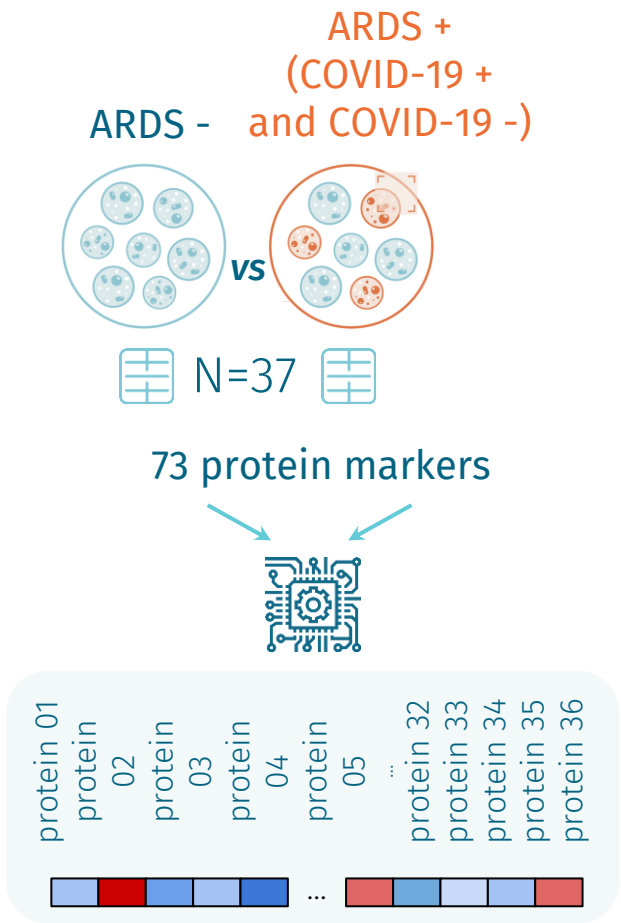 ARDS +
(COVID-19 +
and COVID-19 -)
ARDS -
vs
N=37
73 protein markers
protein 01
protein
02
protein
03
protein
04
protein
05
...
protein 32
protein 33
protein 34
protein 35
protein 36
...